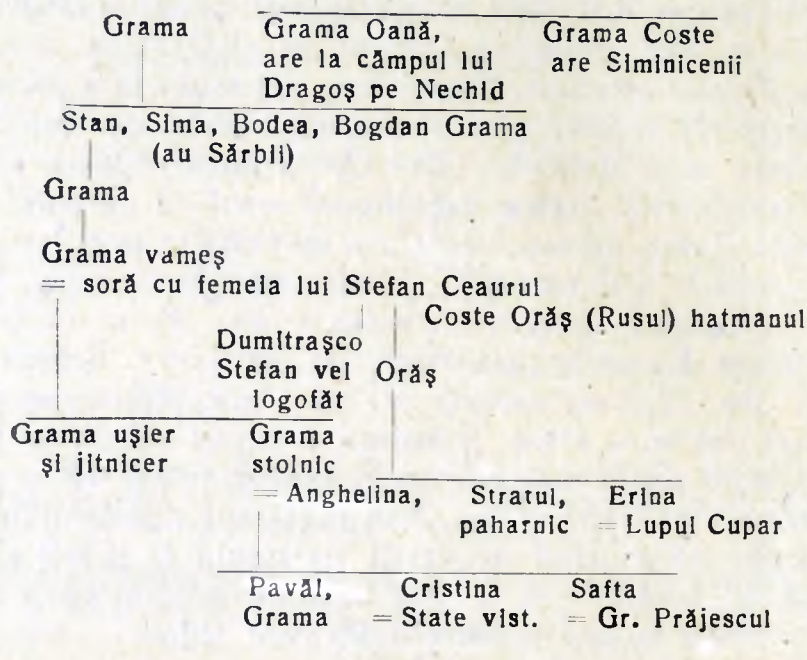 Grama Grama Oană, Grama Coste
are la câmpul lui are Siminicenii
Dragoş pe Nechid
Stan, Sima, Bodea, Bogdan Grama
(au Sărbii)
Grama
Grama vameş
= soră cu femeia lui Stefan Ceaurul
Coste Orăş (Rusul) hatmanul
Dumitraşco
Stefan vel Orăş
logofăt
Grama uşier Grama
şi jitnicer stolnic
= Anghelina, Stratul, Erina
paharnic = Lupul Cupar
Pavăl, Cristina Safta
Grama = State vist. = Gr. Prăjescul